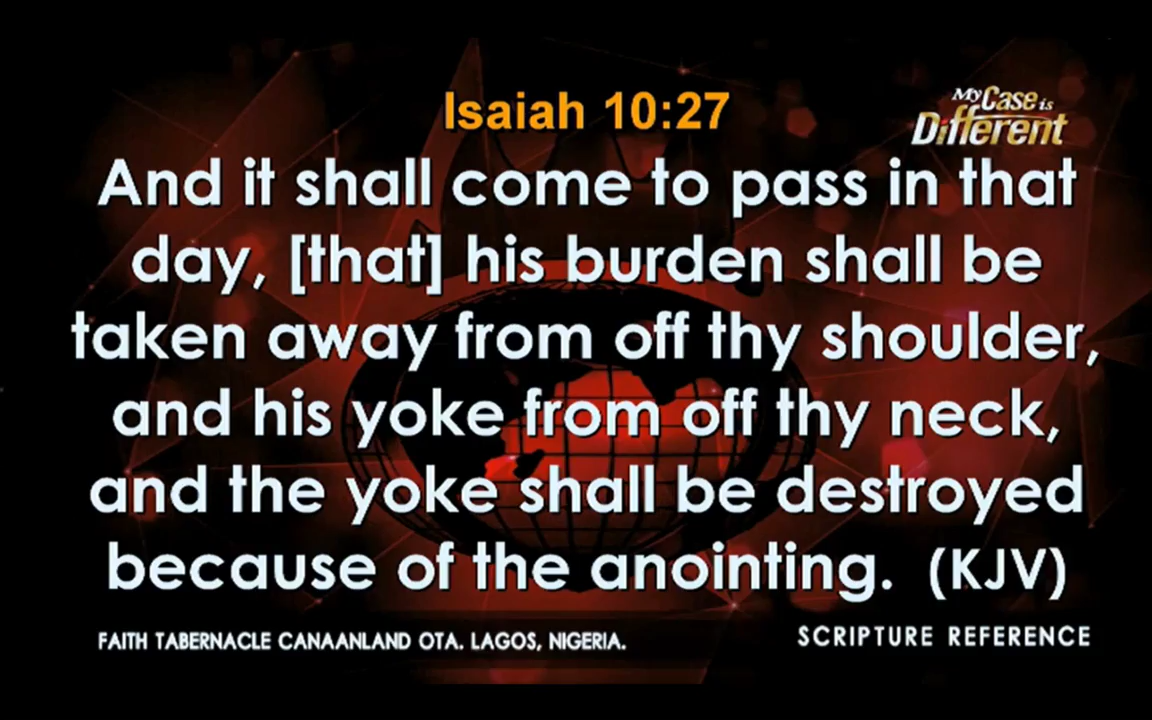 Isaiah 10:27
My Case is
Different
And it shall come to pass in that
day, [that] his burden shall be
taken away from off thy shoulder,
and his yoke from off thy neck,
and the yoke shall be destroyed
because of the anointing. (KJV)
FAITH TABERNACLE CANAANLAND OTA. LAGOS, NIGERIA.
SCRIPTURE REFERENCE